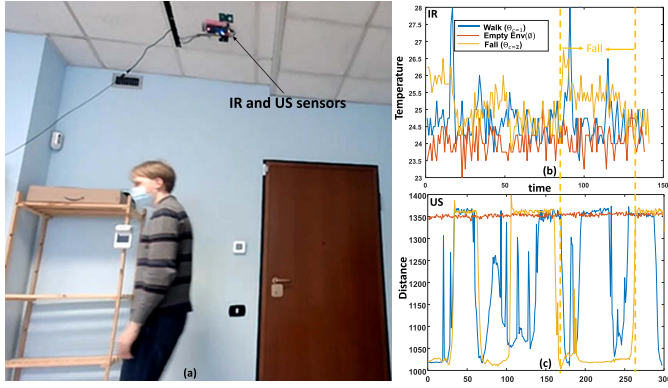 IR and US sensors
(a)
IR
Walk (Θc=1)
Empty Env(Ø)
Fall (Θc=2)
Fall
Temperature
28
27.5
27
26.5
26
25.5
25
24.5
24
23.5
23
0
50
100
150
(b)
time
US
Distance
1400
1350
1300
1250
1200
1150
1100
1050
1000
0
50
100
150
200
250
300
(c)